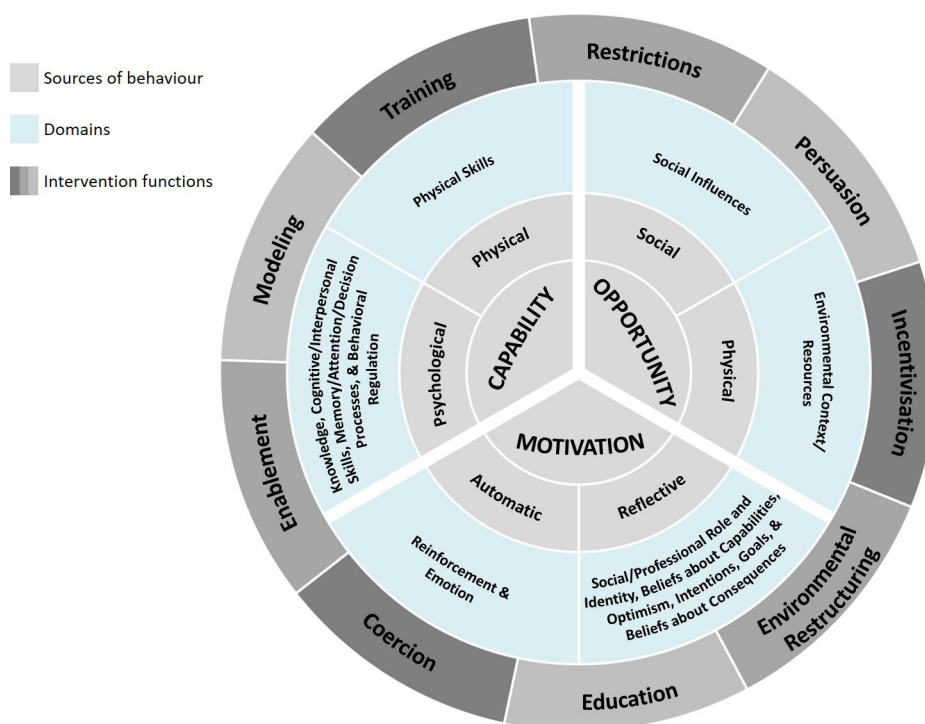 Sources of behaviour
Domains
Intervention functions
Restrictions
Persuasion
Incentivisation
Environmental
Restructuring
Education
Coercion
Enablement
Modeling
Training
Physical Skills
Social Influences
Environmental Context/
Resources
Social/Professional Role and
Identity, Beliefs about Capabilities,
Optimism, Intentions, Goals, &
Beliefs about Consequences
Reinforcement &
Emotion
Knowledge, Cognitive/Interpersonal
Skills, Memory/Attention/Decision
Processes, & Behavioral
Regulation
Physical
Social
Physical
Reflective
Automatic
Psychological
CAPABILITY
OPPORTUNITY
MOTIVATION